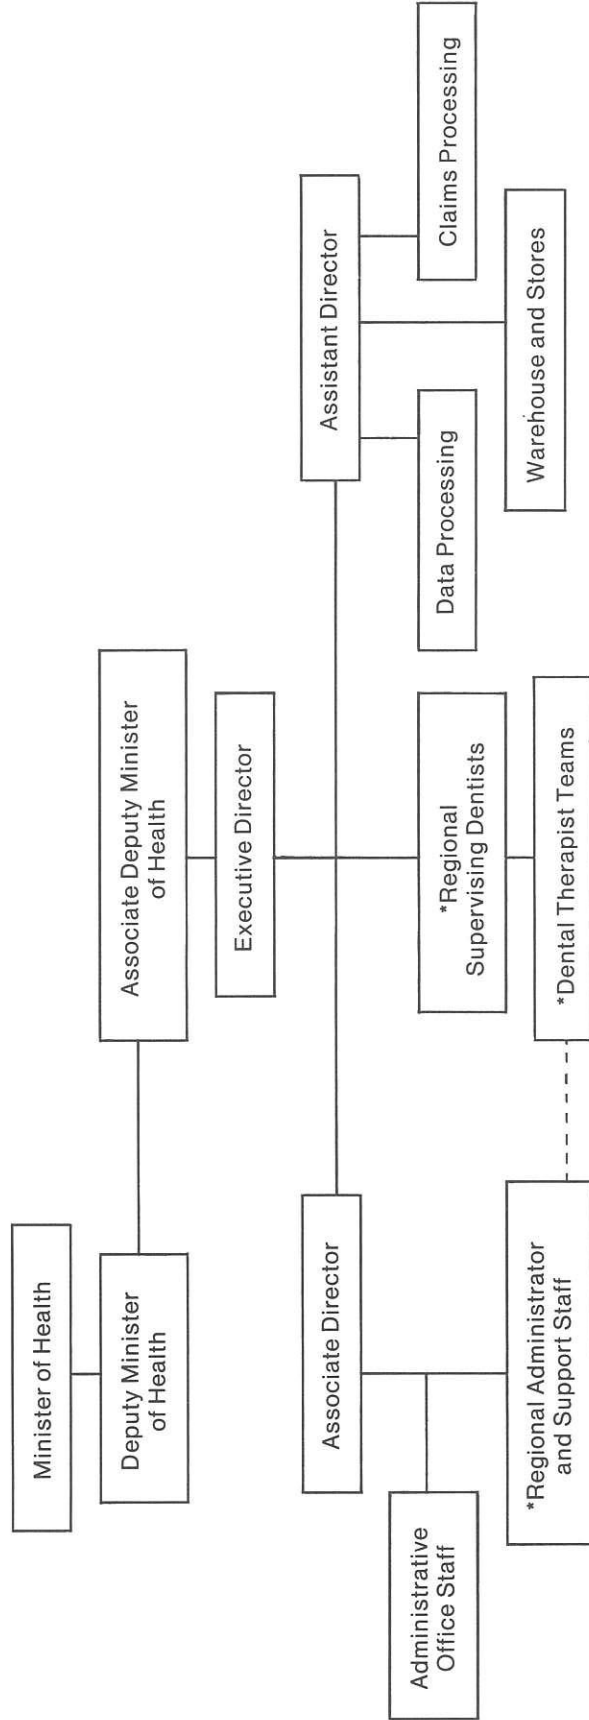 Minister of Health
Deputy Minister
of Health
Associate Deputy Minister
of Health
Executive Director
Associate Director
Assistant Director
Administrative
Office Staff
*Regional
Supervising Dentists
Data Processing
Claims Processing
*Regional Administrator
and Support Staff
*Dental Therapist Teams
Warehouse and Stores